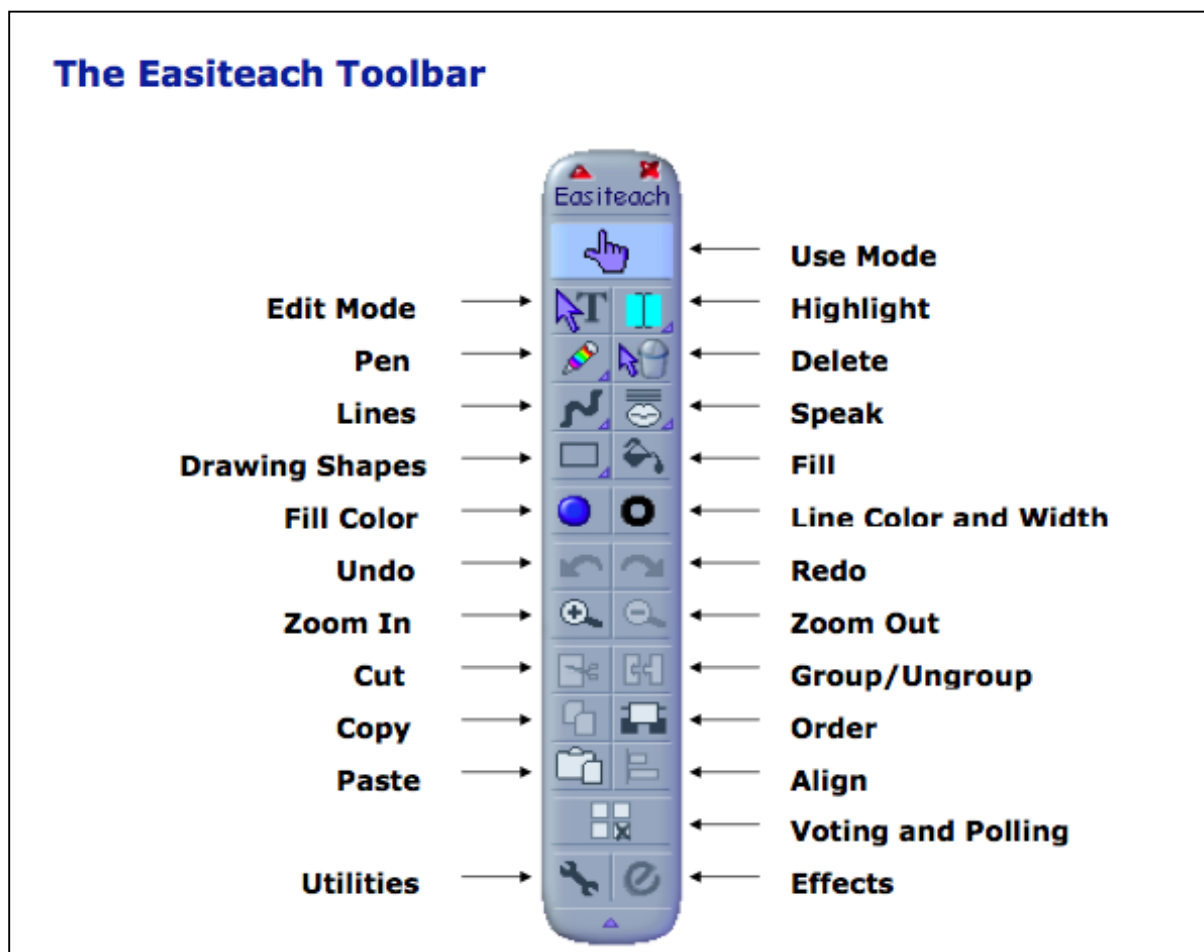 The Easiteach Toolbar
Easiteach
Use Mode
Edit Mode
Highlight
Pen
Delete
Lines
Speak
Drawing Shapes
Fill
Fill Color
Line Color and Width
Undo
Redo
Zoom In
Zoom Out
Cut
Group/Ungroup
Copy
Order
Paste
Align
Voting and Polling
Utilities
Effects